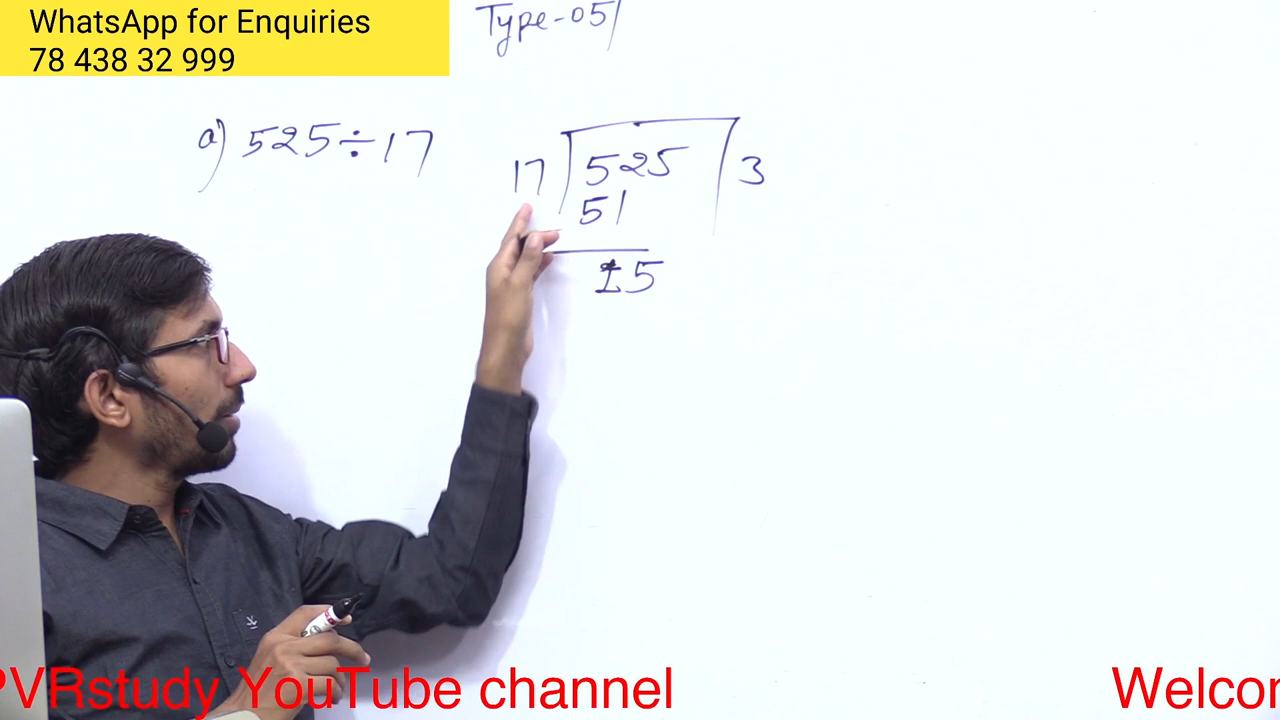 WhatsApp for Enquiries
78 438 32 999
Type-05/
a) 525÷17
17 525 3
51
15
PVRstudy YouTube channel
Welcor